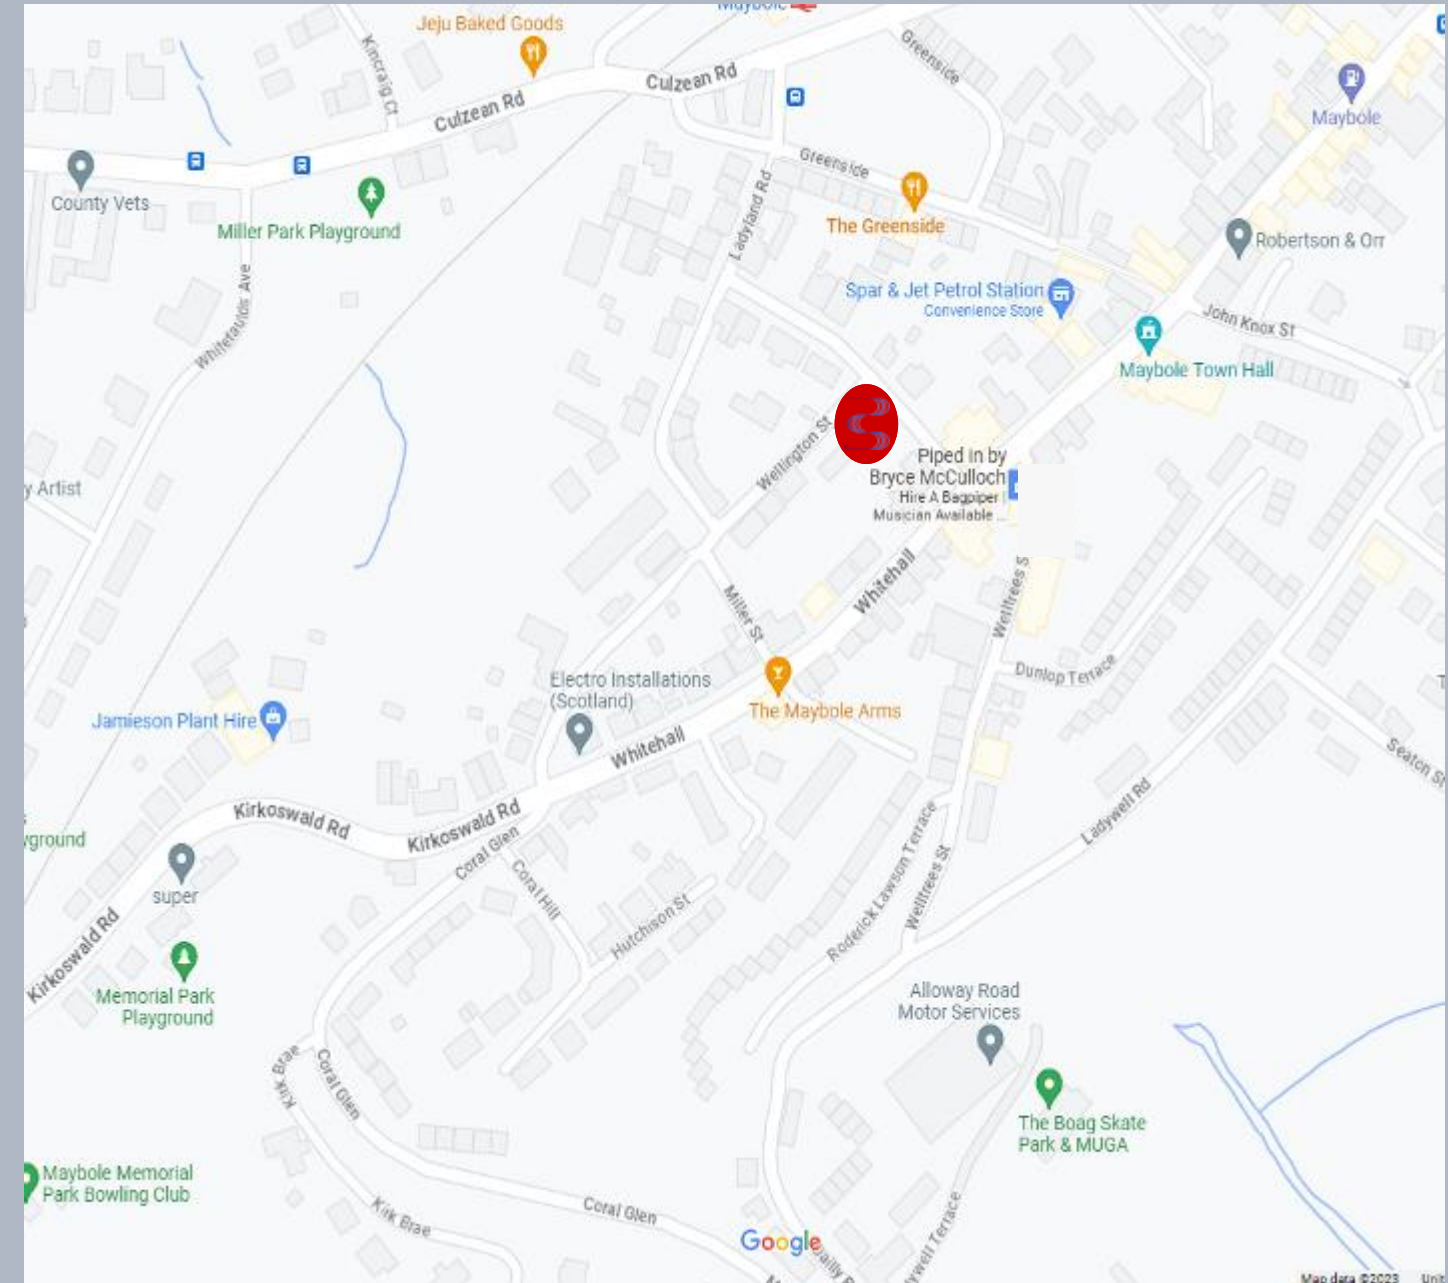 Maybole
Jeju Baked Goods
Kincraig Ct
Culzean Rd
Culzean Rd
Greenside
Maybole
County Vets
Miller Park Playground
Greenside
Ladyland Rd
The Greenside
Robertson & Orr
Whitefaulds Ave
Spar & Jet Petrol Station
Convenience Store
John Knox St
Maybole Town Hall
Wellington St
Piped in by
Bryce McCulloch
Hire A Bagpiper |
Musician Available ...
y Artist
Whitehall
Miller St
Welltrees S
Dunlop Terrace
Electro Installations
(Scotland)
The Maybole Arms
Jamieson Plant Hire
Whitehall
Seaton St
Kirkoswald Rd
Kirkoswald Rd
Coral Glen
Ladywell Rd
yground
super
Coral Hill
Hutchison St
Roderick Lawson Terrace
Welltrees St
Kirkoswald Rd
Memorial Park
Playground
Alloway Road
Motor Services
Kirk Brae
Coral Glen
The Boag Skate
Park & MUGA
Maybole Memorial
Park Bowling Club
Kirk Brae
Coral Glen
Google
ywell Terrace
Map data ©2023